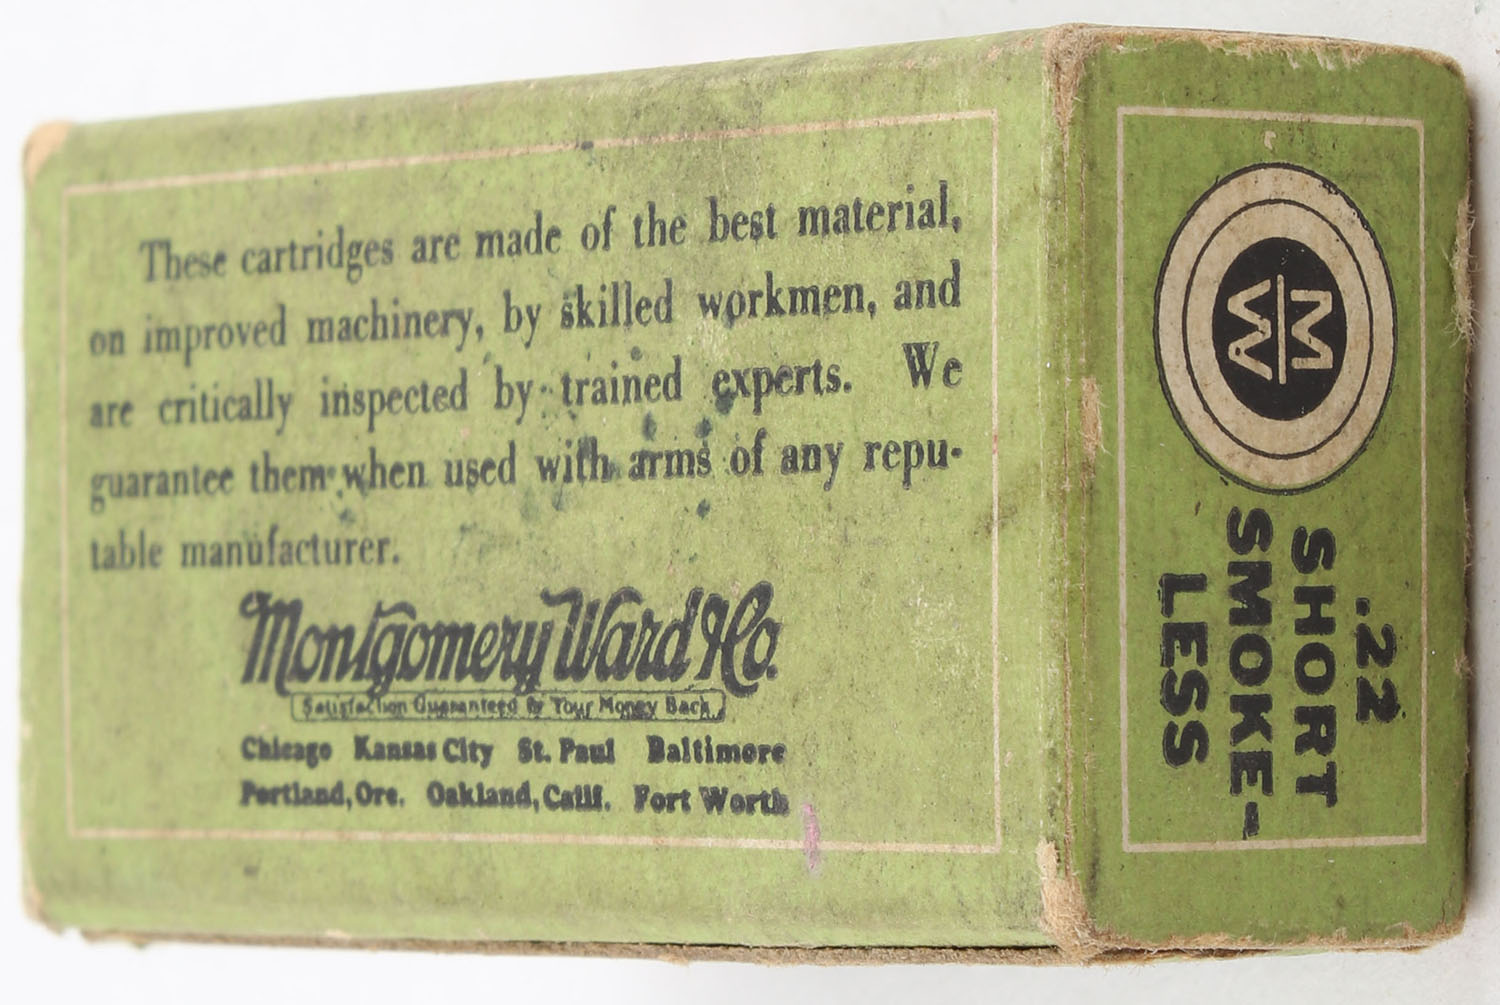 These cartridges are made of the best material,
on improved machinery, by skilled workmen, and
are critically inspected by trained experts. We
guarantee them when used with arms of any repu-
table manufacturer.
Montgomery Ward & Co.
Satisfaction Guaranteed or Your Money Back
Chicago Kansas City St. Paul Baltimore
Portland, Ore. Oakland, Calif. Fort Worth
M
W
.22
SHORT
SMOKE-
LESS